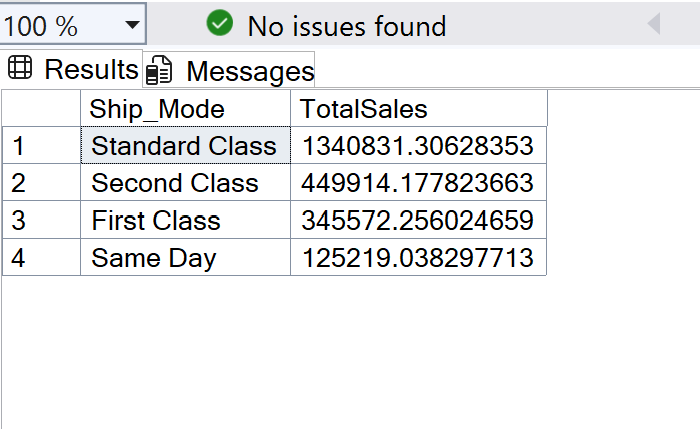 100 % No issues found
Results Messages
Ship_Mode TotalSales
1 Standard Class 1340831.30628353
2 Second Class 449914.177823663
3 First Class 345572.256024659
4 Same Day 125219.038297713